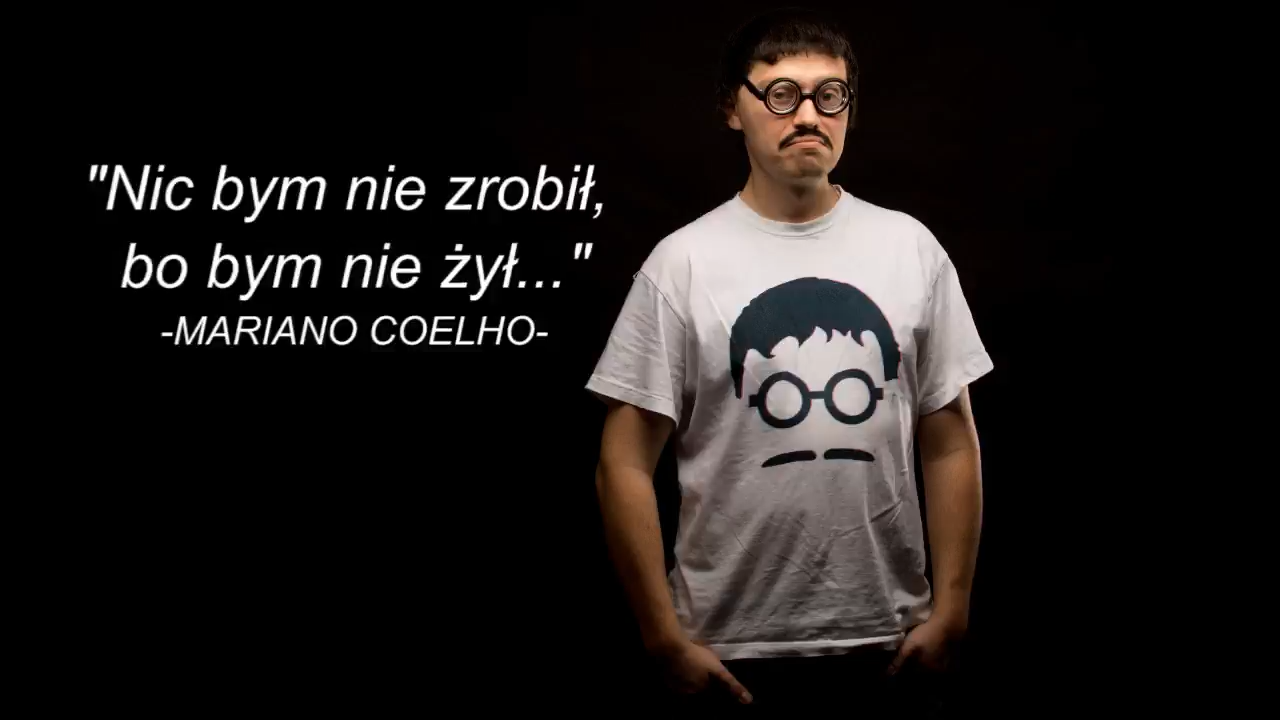 "Nic bym nie zrobił,
bo bym nie żył..."
-MARIANO COELHO-